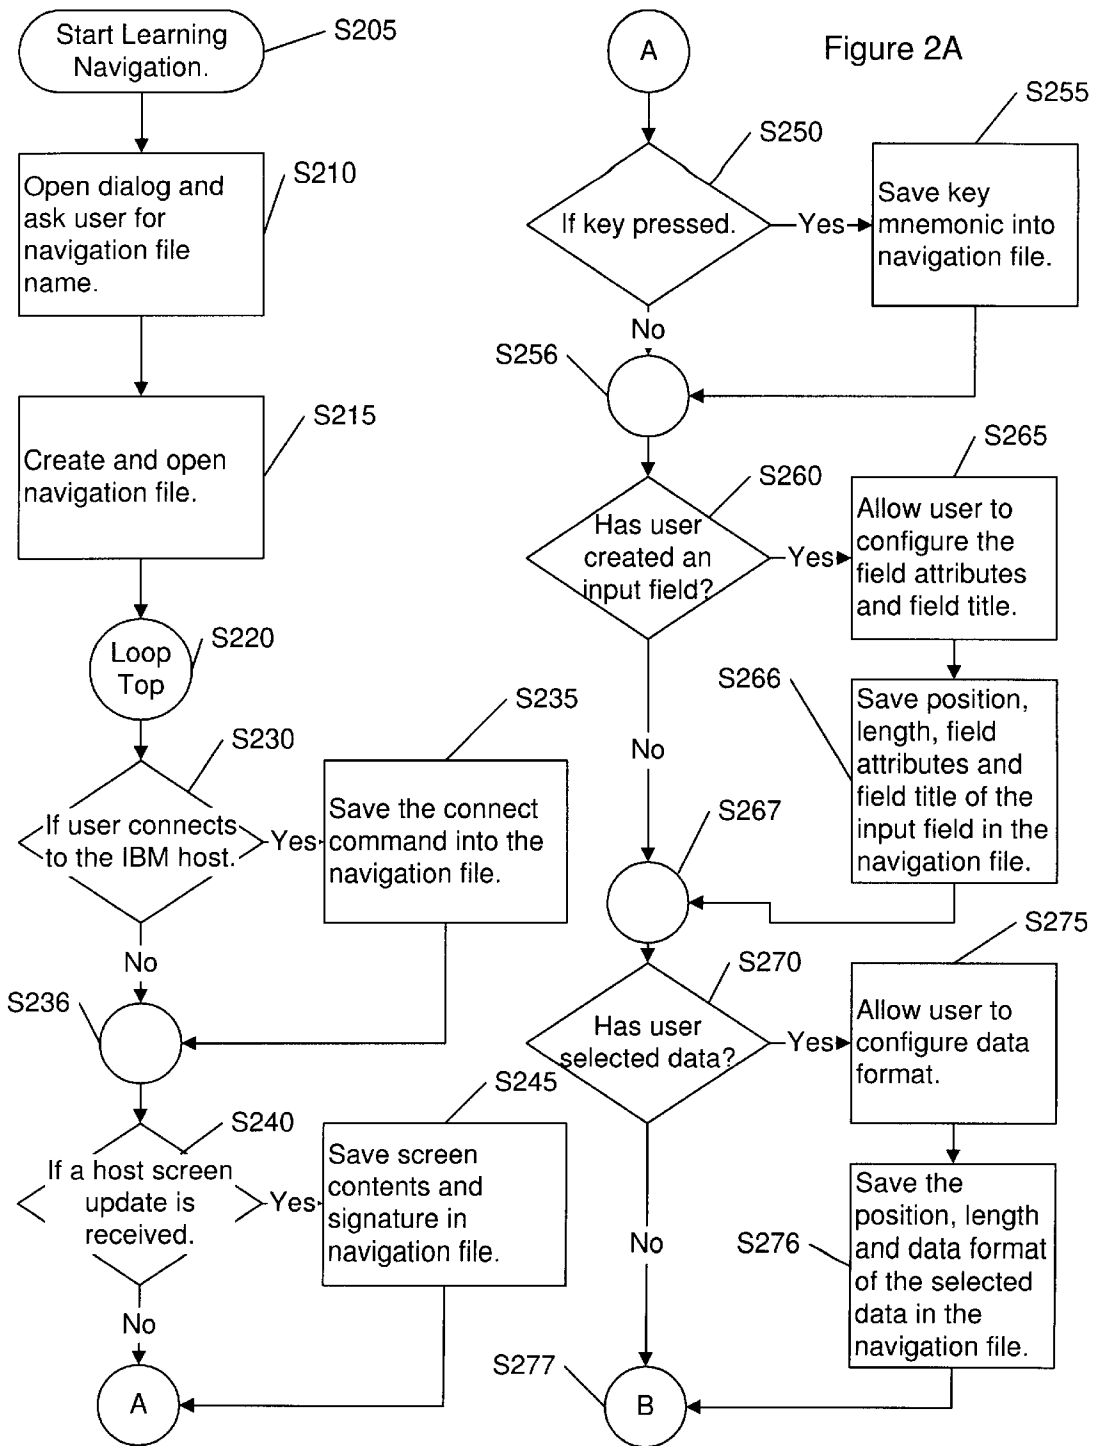 Start Learning
Navigation.
S205
Open dialog and
ask user for
navigation file
name.
S210
Create and open
navigation file.
S215
Loop
Top
S220
If user connects
to the IBM host.
S230
Yes
Save the connect
command into the
navigation file.
S235
No
S236
If a host screen
update is
received.
S240
Yes
Save screen
contents and
signature in
navigation file.
S245
No
A
Figure 2A
A
If key pressed.
S250
Yes
Save key
mnemonic into
navigation file.
S255
No
S256
Has user
created an
input field?
S260
Yes
Allow user to
configure the
field attributes
and field title.
S265
Save position,
length, field
attributes and
field title of the
input field in the
navigation file.
S266
No
S267
Has user
selected data?
S270
Yes
Allow user to
configure data
format.
S275
Save the
position, length
and data format
of the selected
data in the
navigation file.
S276
No
B
S277